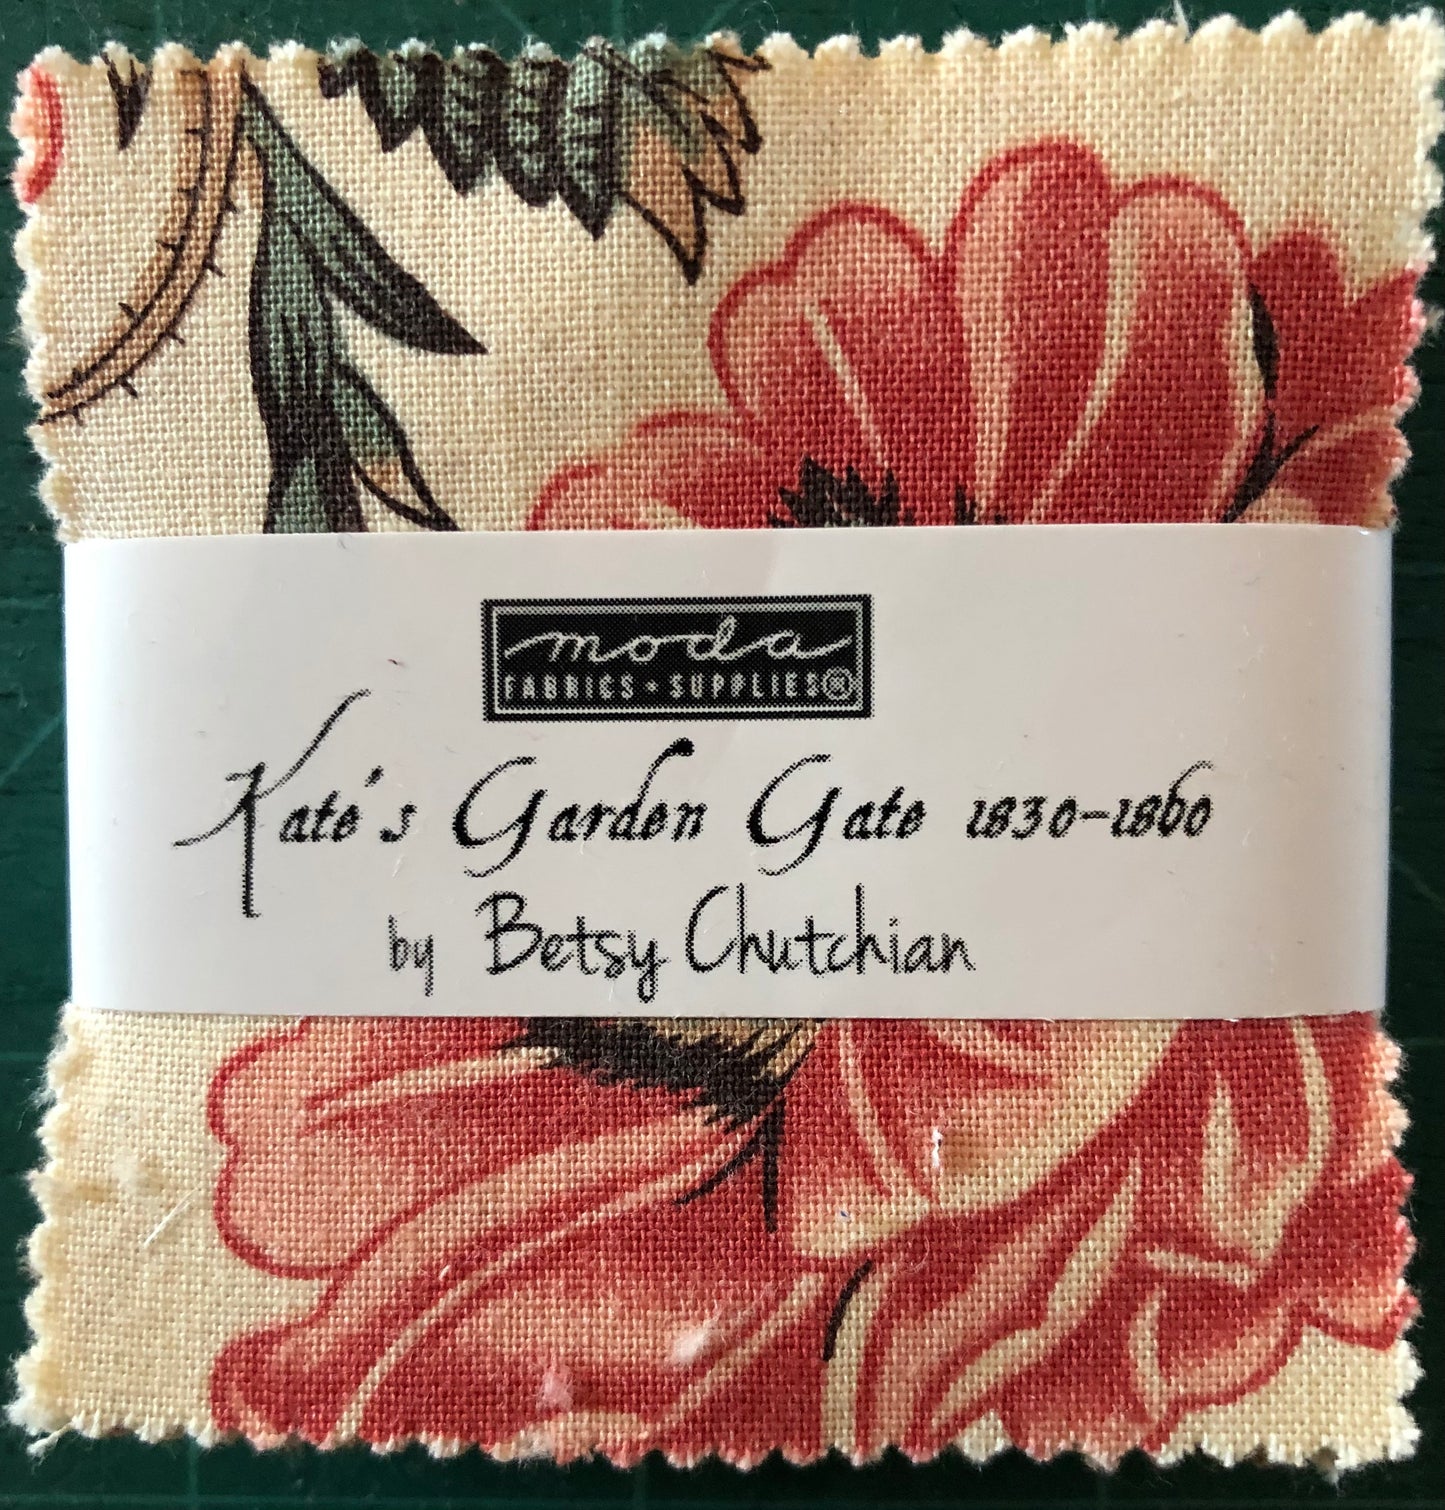 moda
FABRICS • SUPPLIES®
Kate's Garden Gate 1830-1860
by Betsy Chutchian